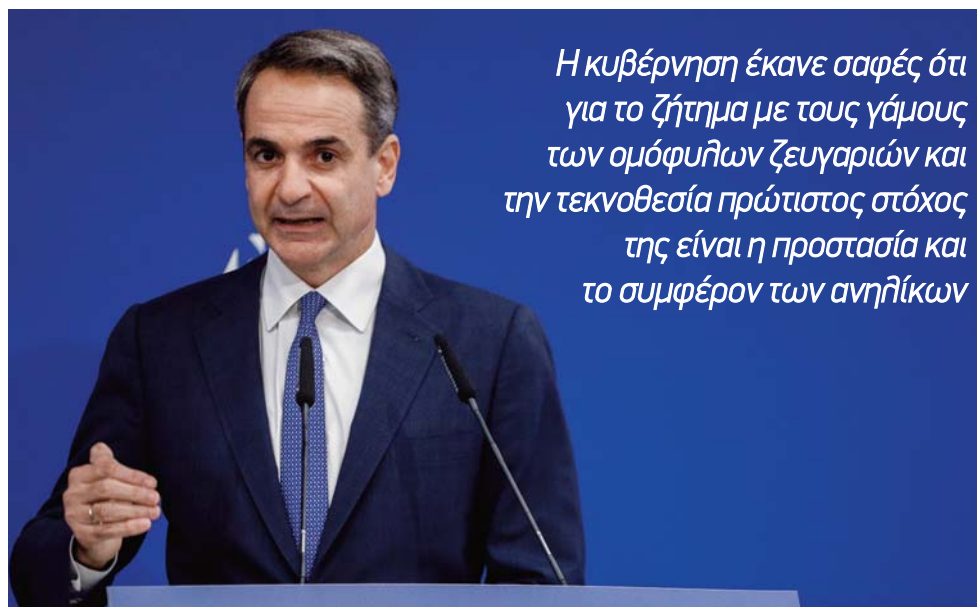 Η κυβέρνηση έκανε σαφές ότι
για το ζήτημα με τους γάμους
των ομόφυλων ζευγαριών και
την τεκνοθεσία πρώτιστος στόχος
της είναι η προστασία και
το συμφέρον των ανηλίκων